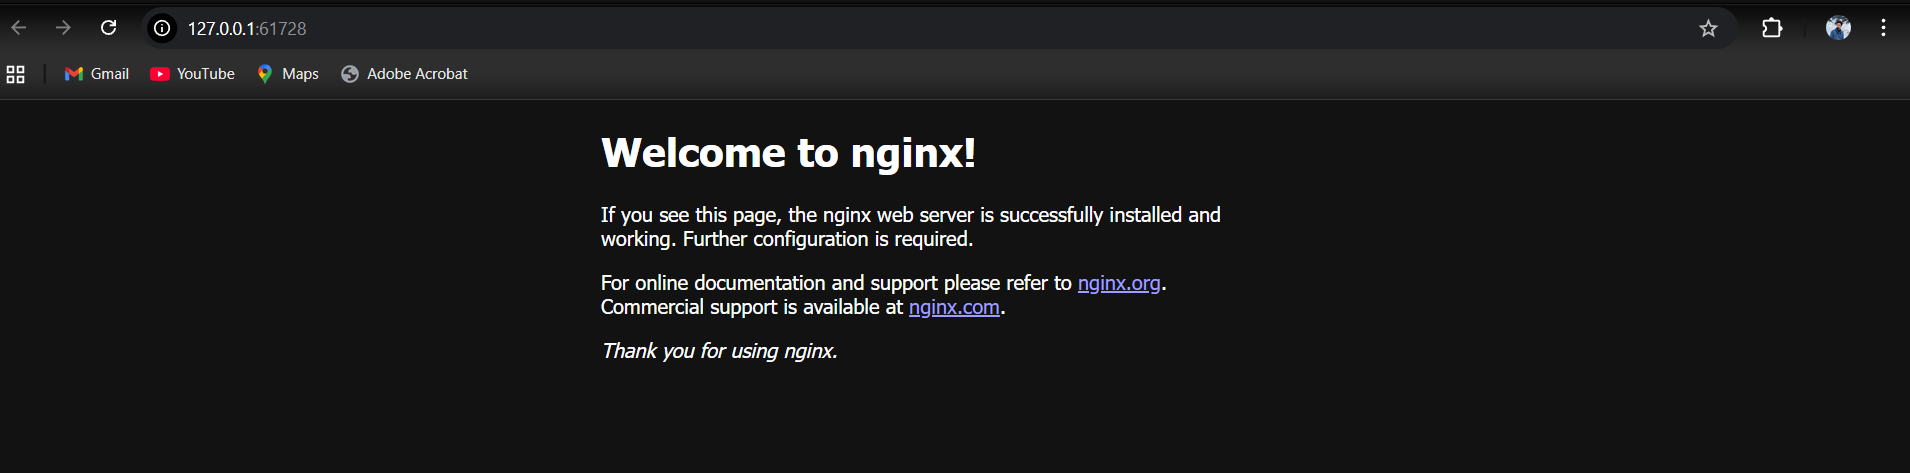 127.0.0.1:61728
Gmail YouTube Maps Adobe Acrobat
Welcome to nginx!
If you see this page, the nginx web server is successfully installed and
working. Further configuration is required.
For online documentation and support please refer to nginx.org.
Commercial support is available at nginx.com.
Thank you for using nginx.